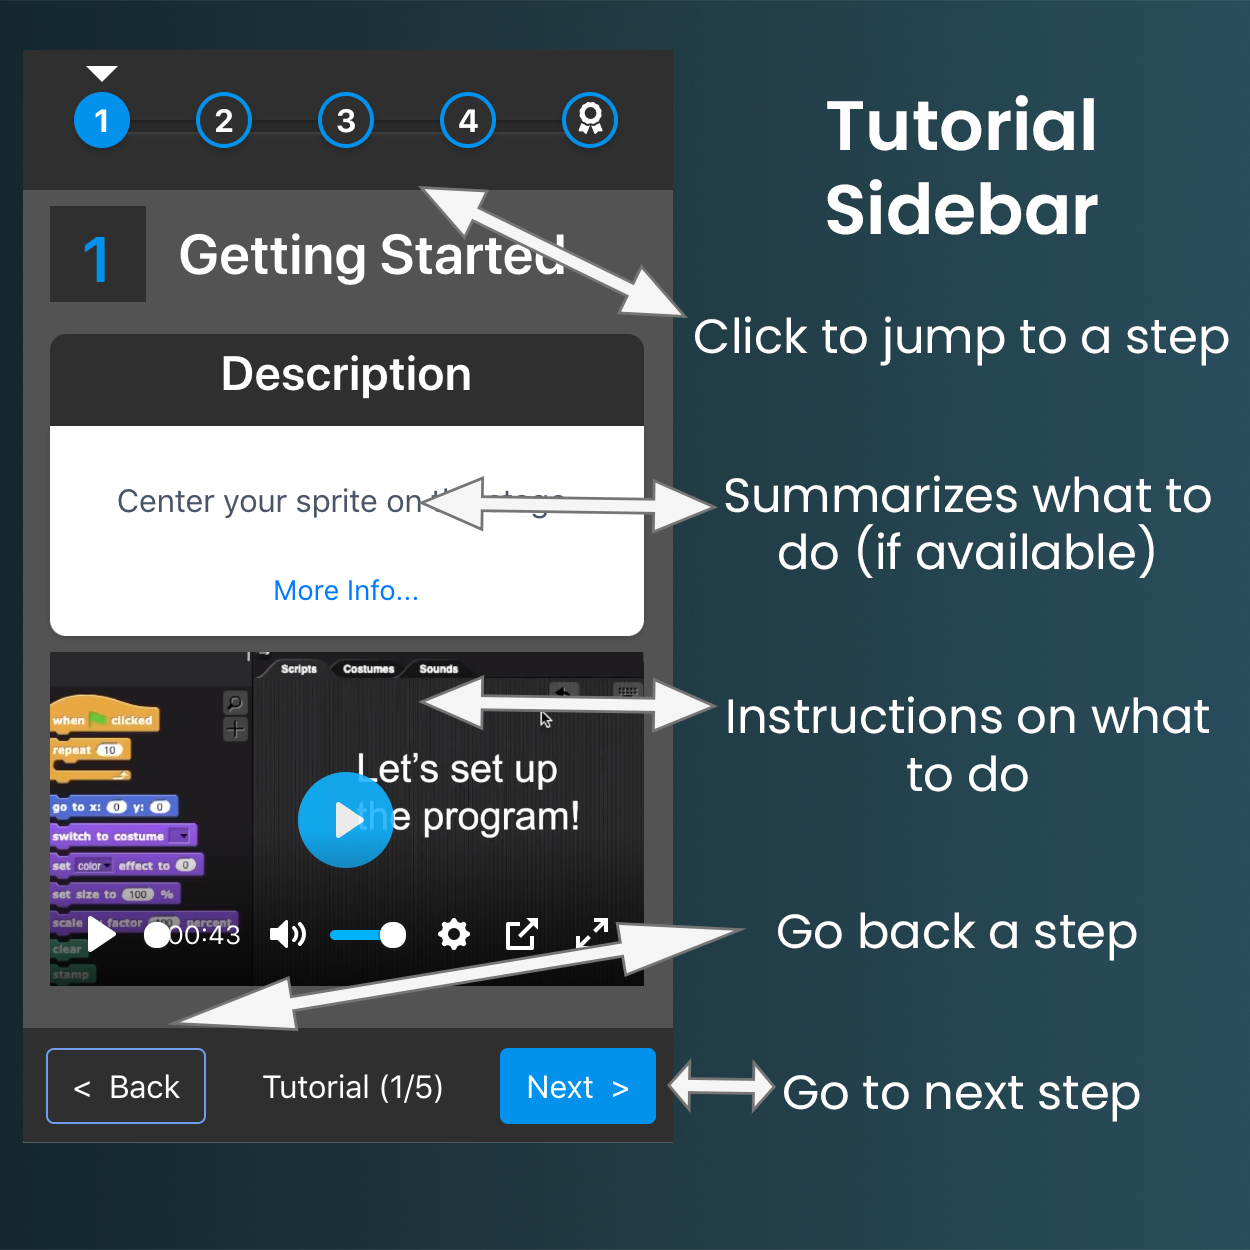 1 2 3 4
Tutorial
Sidebar
1 Getting Started
Click to jump to a step
Description
Center your sprite on the stage
More Info...
Summarizes what to
do (if available)
Scripts Costumes Sounds
when clicked
repeat 10
go to x: 0 y: 0
switch to costume
set color effect to 0
set size to 100 %
scale factor 100 percent
clear
stamp
Let's set up
the program!
00:43
Instructions on what
to do
Go back a step
< Back
Tutorial (1/5)
Next >
Go to next step